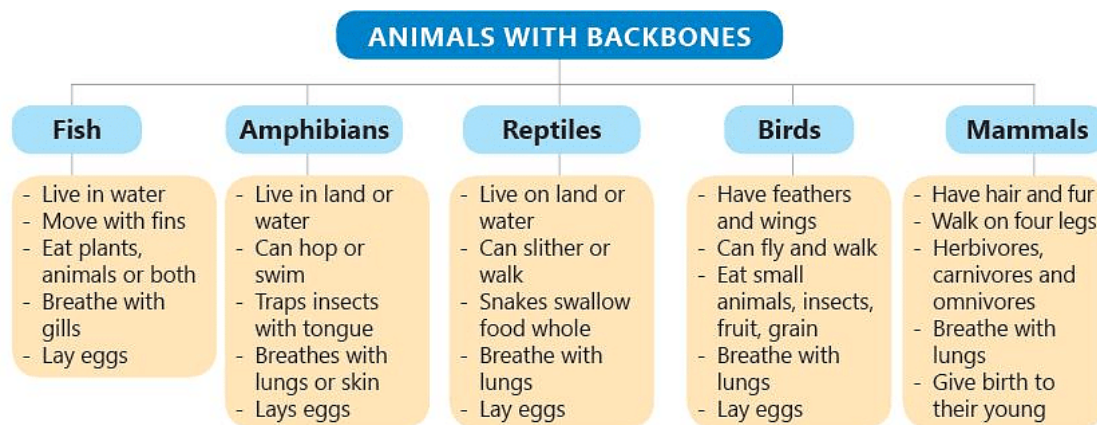 ANIMALS WITH BACKBONES
Fish
- Live in water
- Move with fins
- Eat plants,
animals or both
- Breathe with
gills
- Lay eggs
Amphibians
- Live in land or
water
- Can hop or
swim
- Traps insects
with tongue
- Breathes with
lungs or skin
- Lays eggs
Reptiles
- Live on land or
water
- Can slither or
walk
- Snakes swallow
food whole
- Breathe with
lungs
- Lay eggs
Birds
- Have feathers
and wings
- Can fly and walk
- Eat small
animals, insects,
fruit, grain
- Breathe with
lungs
- Lay eggs
Mammals
- Have hair and fur
- Walk on four legs
- Herbivores,
carnivores and
omnivores
- Breathe with
lungs
- Give birth to
their young